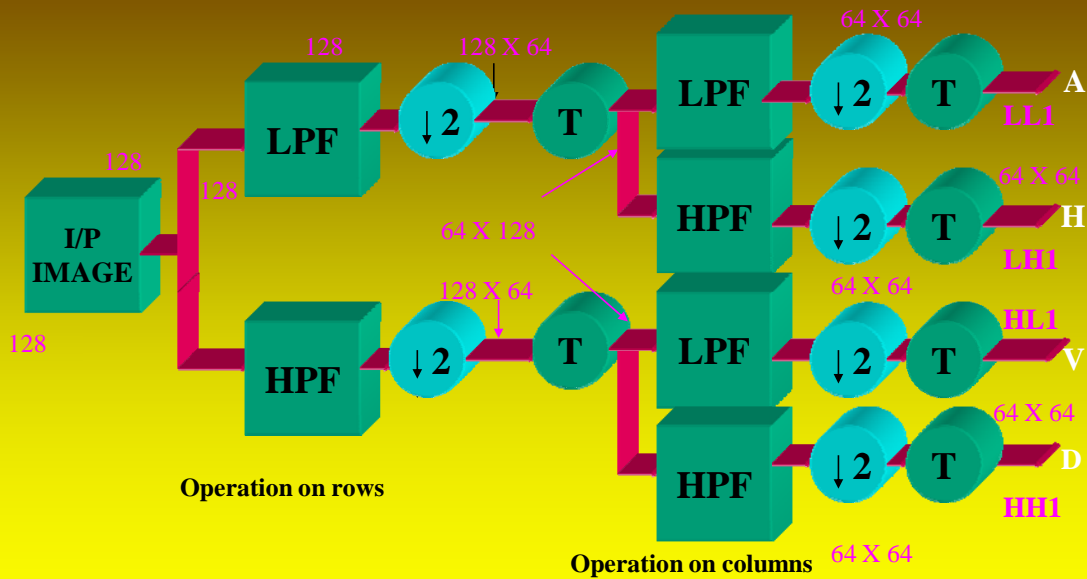 64 X 64
128
128 X 64
LPF
↓ 2
T
LPF
↓ 2
T
A
LL1
128
128
I/P
IMAGE
128
64 X 128
HPF
↓ 2
T
64 X 64
H
LH1
128 X 64
HPF
↓ 2
T
64 X 64
LPF
↓ 2
T
HL1
V
HPF
↓ 2
T
64 X 64
D
HH1
64 X 64
Operation on rows
Operation on columns